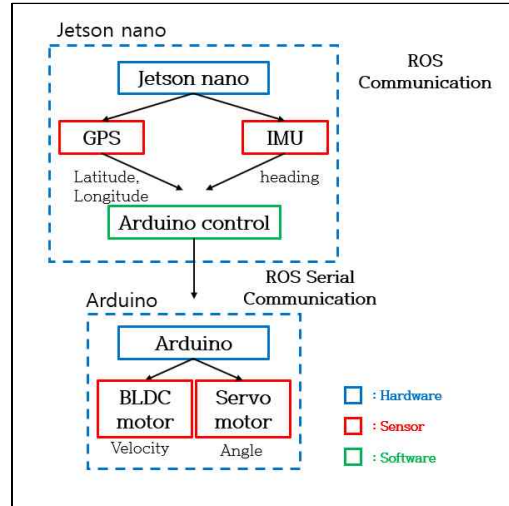 Jetson nano
ROS
Communication
Jetson nano
GPS
IMU
Latitude,
Longitude
heading
Arduino control
ROS Serial
Communication
Arduino
Arduino
BLDC
motor
Servo
motor
Velocity
Angle
: Hardware
: Sensor
: Software